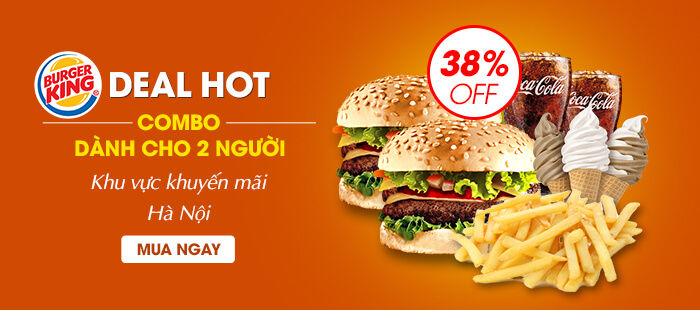 BURGER
KING
DEAL HOT
COMBO
DÀNH CHO 2 NGƯỜI
Khu vực khuyến mãi
Hà Nội
MUA NGAY
38%
OFF
Coca-Cola
Coca-Cola